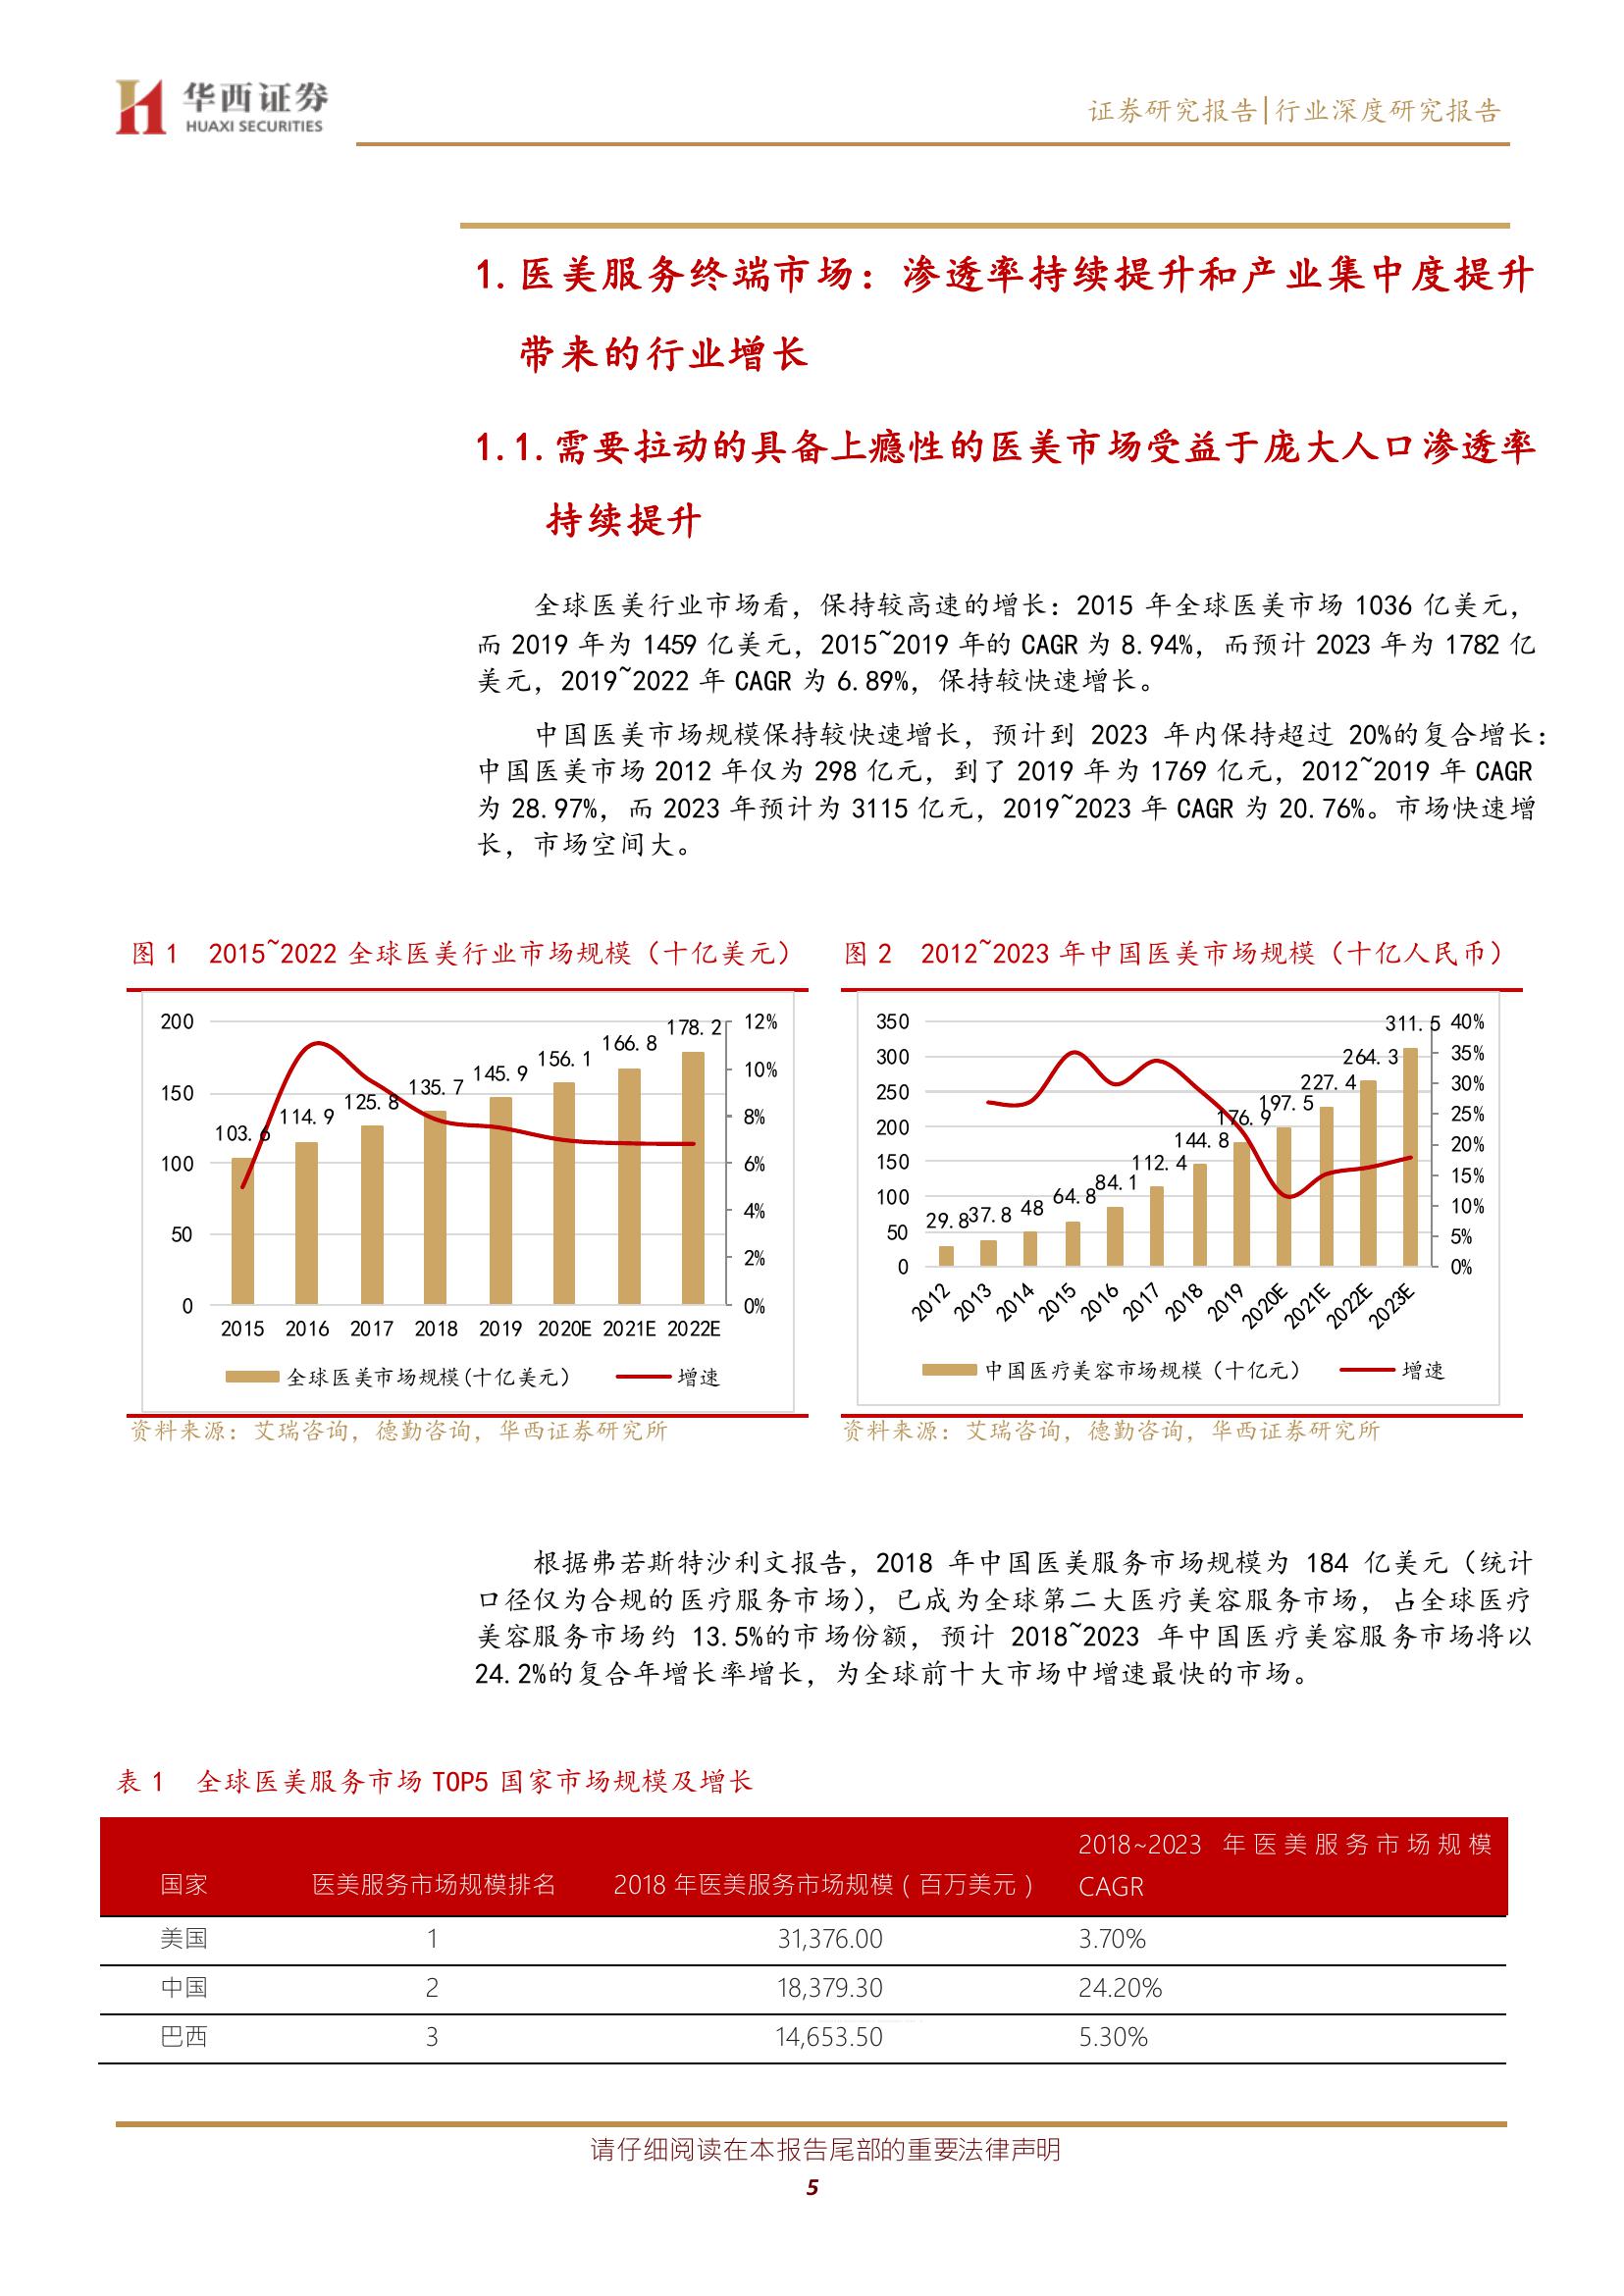 华西证券
HUAXI SECURITIES
证券研究报告|行业深度研究报告
1. 医美服务终端市场：渗透率持续提升和产业集中度提升
带来的行业增长
1.1. 需要拉动的具备上瘾性的医美市场受益于庞大人口渗透率
持续提升
全球医美行业市场看，保持较高速的增长：2015 年全球医美市场 1036 亿美元，
而 2019 年为 1459 亿美元，2015~2019 年的 CAGR 为 8.94%，而预计 2023 年为 1782 亿
美元，2019~2022 年 CAGR 为 6.89%，保持较快速增长。
中国医美市场规模保持较快速增长，预计到 2023 年内保持超过 20%的复合增长：
中国医美市场 2012 年仅为 298 亿元，到了 2019 年为 1769 亿元，2012~2019 年 CAGR
为 28.97%，而 2023 年预计为 3115 亿元，2019~2023 年 CAGR 为 20.76%。市场快速增
长，市场空间大。
图 1 2015~2022 全球医美行业市场规模（十亿美元）
200
150
100
50
0
12%
10%
8%
6%
4%
2%
0%
103.6
114.9
125.8
135.7
145.9
156.1
166.8
178.2
2015 2016 2017 2018 2019 2020E 2021E 2022E
全球医美市场规模(十亿美元) 增速
资料来源：艾瑞咨询，德勤咨询，华西证券研究所
图 2 2012~2023 年中国医美市场规模（十亿人民币）
350
300
250
200
150
100
50
0
40%
35%
30%
25%
20%
15%
10%
5%
0%
29.8
37.8
48
64.8
84.1
112.4
144.8
176.9
197.5
227.4
264.3
311.5
2012 2013 2014 2015 2016 2017 2018 2019 2020E 2021E 2022E 2023E
中国医疗美容市场规模（十亿元） 增速
资料来源：艾瑞咨询，德勤咨询，华西证券研究所
根据弗若斯特沙利文报告，2018 年中国医美服务市场规模为 184 亿美元（统计
口径仅为合规的医疗服务市场），已成为全球第二大医疗美容服务市场，占全球医疗
美容服务市场约 13.5%的市场份额，预计 2018~2023 年中国医疗美容服务市场将以
24.2%的复合年增长率增长，为全球前十大市场中增速最快的市场。
表 1 全球医美服务市场 TOP5 国家市场规模及增长
国家 医美服务市场规模排名 2018 年医美服务市场规模（百万美元） 2018~2023 年医美服务市场规模
CAGR
美国 1 31,376.00 3.70%
中国 2 18,379.30 24.20%
巴西 3 14,653.50 5.30%
请仔细阅读在本报告尾部的重要法律声明
5